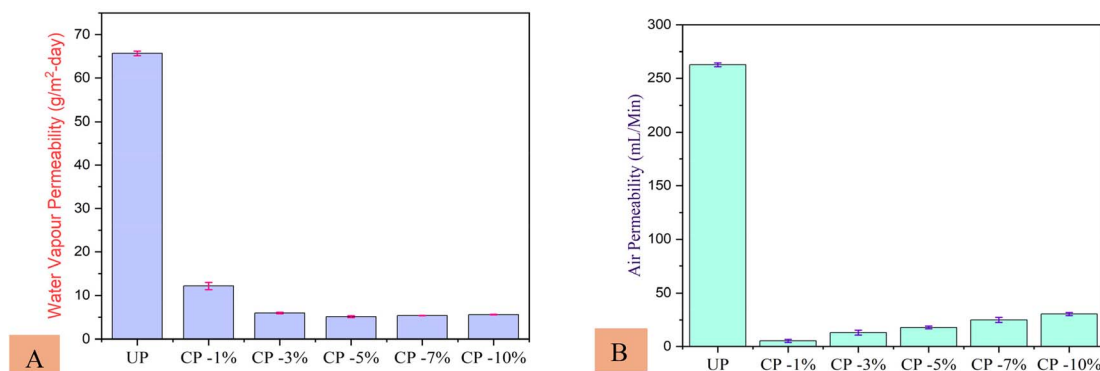 Water Vapour Permeability (g/m²-day)
70
60
50
40
30
20
10
0
UP CP -1% CP -3% CP -5% CP -7% CP -10%
A
Air Permeability (mL/Min)
300
250
200
150
100
50
0
UP CP -1% CP -3% CP -5% CP -7% CP -10%
B